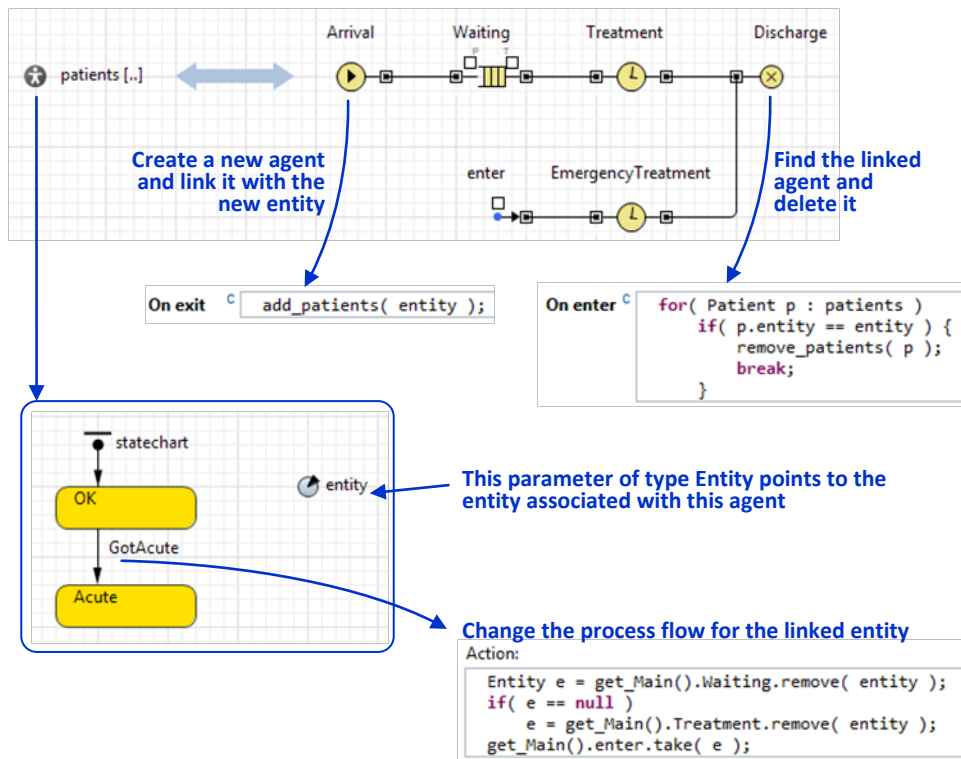 Arrival Waiting Treatment Discharge
P T
patients [..]
Create a new agent
and link it with the
new entity
Find the linked
agent and
delete it
enter EmergencyTreatment
On exit C add_patients( entity );
On enter C for( Patient p : patients )
if( p.entity == entity ) {
remove_patients( p );
break;
}
statechart
OK
entity
This parameter of type Entity points to the
entity associated with this agent
GotAcute
Acute
Change the process flow for the linked entity
Action:
Entity e = get_Main().Waiting.remove( entity );
if( e == null )
e = get_Main().Treatment.remove( entity );
get_Main().enter.take( e );